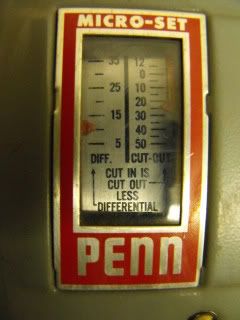 MICRO-SET
35 12
0
25 10
20
15 30
40
5 50
DIFF. CUT-OUT
CUT IN IS
CUT OUT
LESS
DIFFERENTIAL
PENN